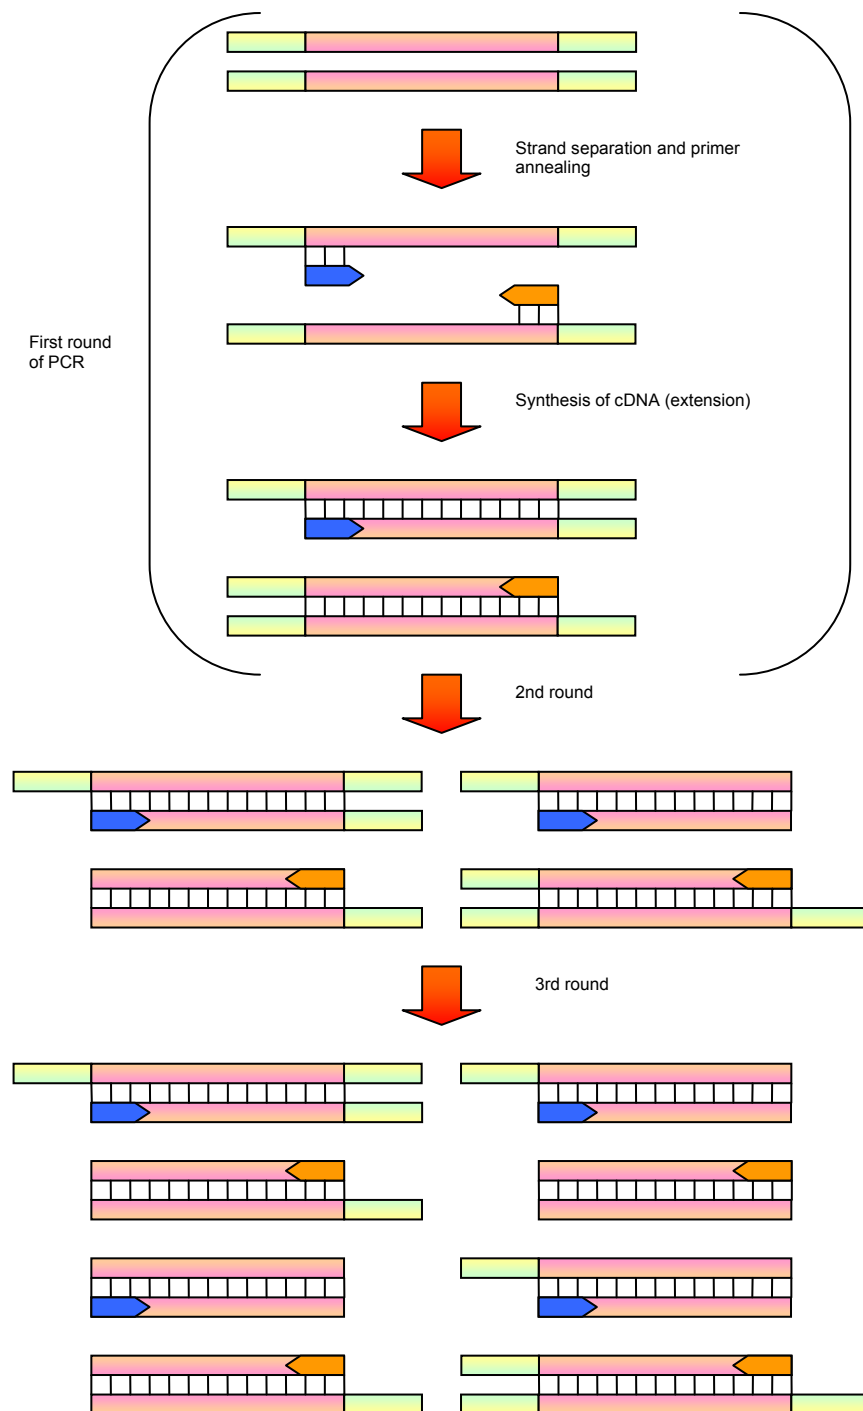 Strand separation and primer
annealing
First round
of PCR
Synthesis of cDNA (extension)
2nd round
3rd round